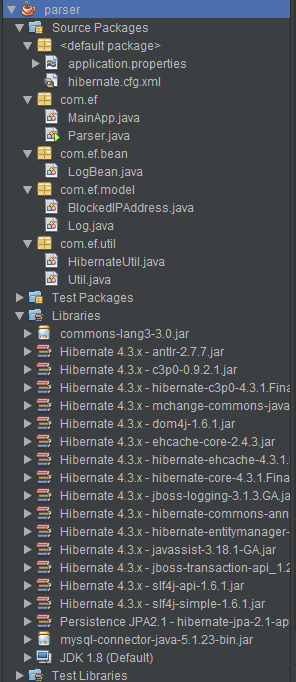 parser
Source Packages
<default package>
application.properties
hibernate.cfg.xml
com.ef
MainApp.java
Parser.java
com.ef.bean
LogBean.java
com.ef.model
BlockedIPAddress.java
Log.java
com.ef.util
HibernateUtil.java
Util.java
Test Packages
Libraries
commons-lang3-3.0.jar
Hibernate 4.3.x - antlr-2.7.7.jar
Hibernate 4.3.x - c3p0-0.9.2.1.jar
Hibernate 4.3.x - hibernate-c3p0-4.3.1.Fina
Hibernate 4.3.x - mchange-commons-java
Hibernate 4.3.x - dom4j-1.6.1.jar
Hibernate 4.3.x - ehcache-core-2.4.3.jar
Hibernate 4.3.x - hibernate-ehcache-4.3.1.
Hibernate 4.3.x - hibernate-core-4.3.1.Fina
Hibernate 4.3.x - jboss-logging-3.1.3.GA.ja
Hibernate 4.3.x - hibernate-commons-ann
Hibernate 4.3.x - hibernate-entitymanager-
Hibernate 4.3.x - javassist-3.18.1-GA.jar
Hibernate 4.3.x - jboss-transaction-api_1.2
Hibernate 4.3.x - slf4j-api-1.6.1.jar
Hibernate 4.3.x - slf4j-simple-1.6.1.jar
Persistence JPA2.1 - hibernate-jpa-2.1-ap
mysql-connector-java-5.1.23-bin.jar
JDK 1.8 (Default)
Test Libraries